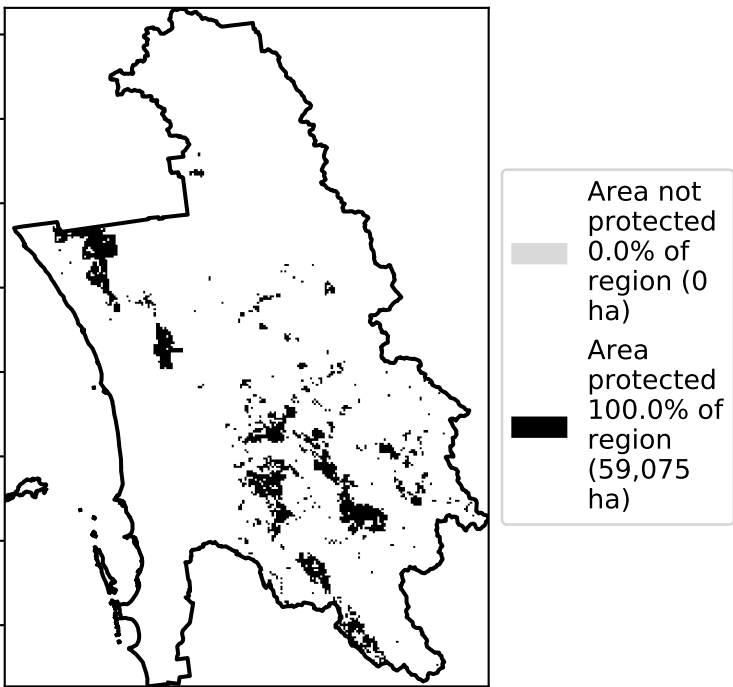 Area not
protected
0.0% of
region (0
ha)
Area
protected
100.0% of
region
(59,075
ha)